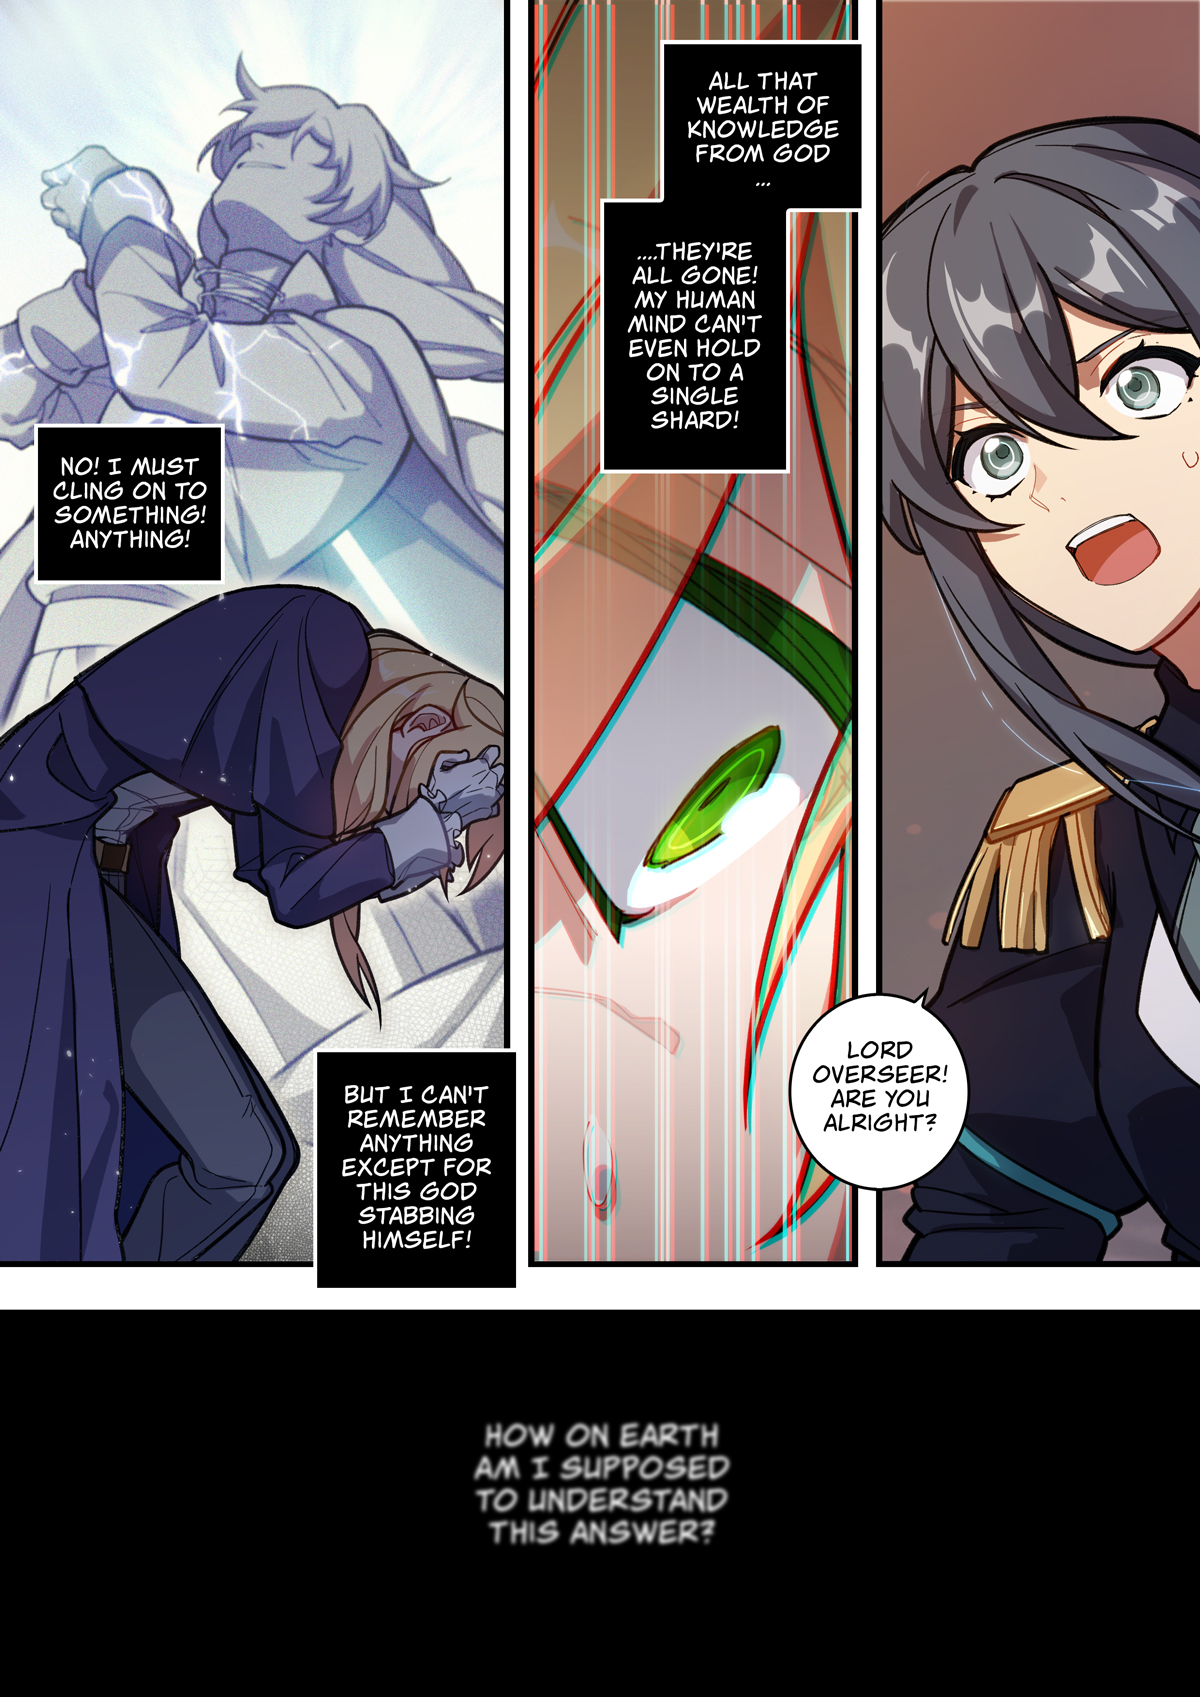 ALL THAT
WEALTH OF
KNOWLEDGE
FROM GOD
...
....THEY'RE
ALL GONE!
MY HUMAN
MIND CAN'T
EVEN HOLD
ON TO A
SINGLE
SHARD!
NO! I MUST
CLING ON TO
SOMETHING!
ANYTHING!
BUT I CAN'T
REMEMBER
ANYTHING
EXCEPT FOR
THIS GOD
STABBING
HIMSELF!
LORD
OVERSEER!
ARE YOU
ALRIGHT?
HOW ON EARTH
AM I SUPPOSED
TO UNDERSTAND
THIS ANSWER?